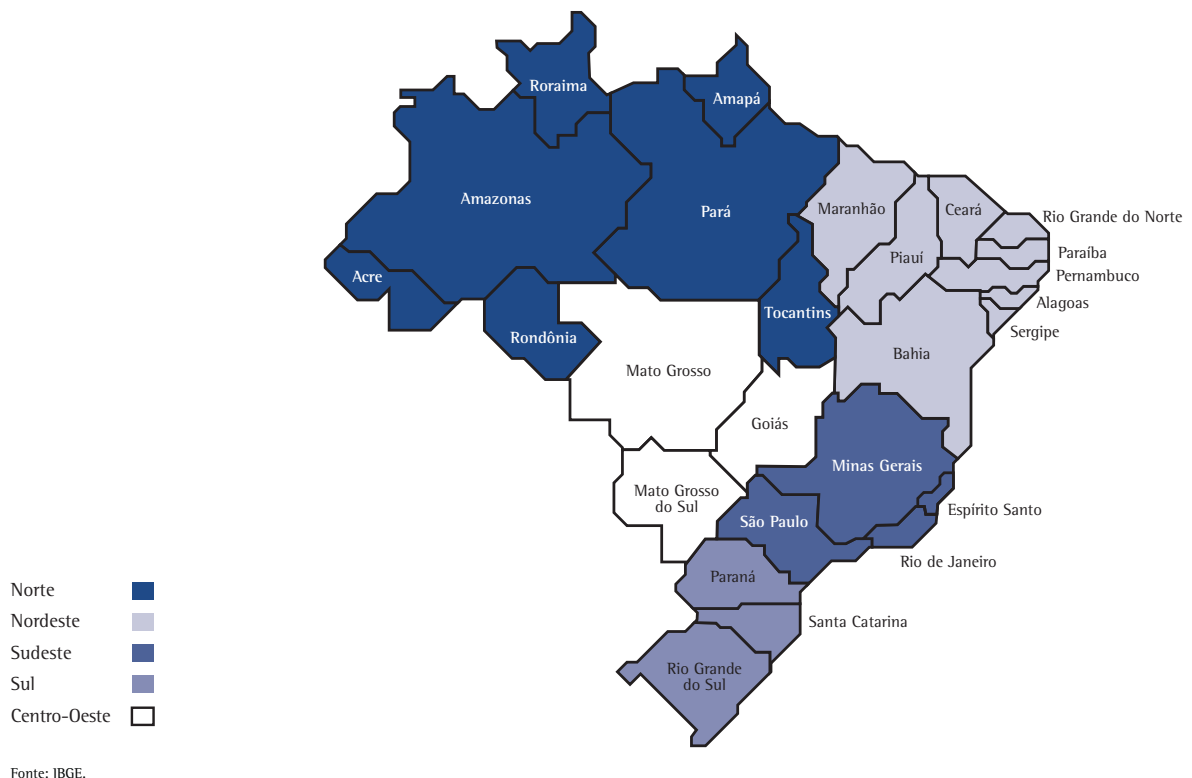 Roraima
Amapá
Amazonas
Pará
Maranhão
Ceará
Rio Grande do Norte
Paraíba
Piauí
Pernambuco
Acre
Alagoas
Tocantins
Sergipe
Rondônia
Bahia
Mato Grosso
Goiás
Minas Gerais
Mato Grosso
do Sul
Espírito Santo
São Paulo
Rio de Janeiro
Paraná
Santa Catarina
Rio Grande
do Sul
Norte
Nordeste
Sudeste
Sul
Centro-Oeste
Fonte: IBGE.